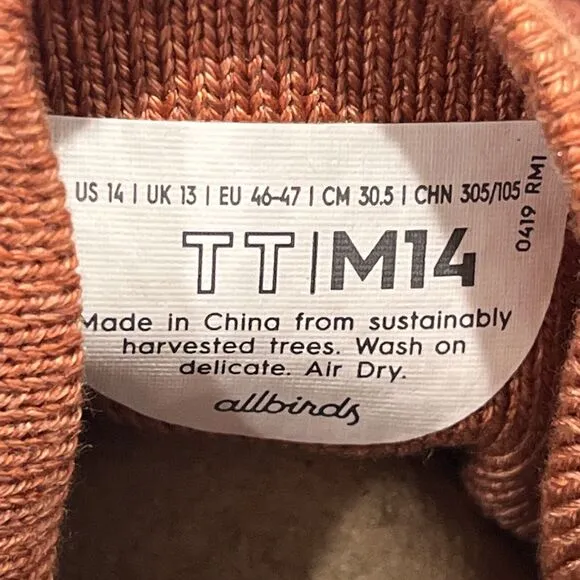 US 14 | UK 13 | EU 46-47 | CM 30.5 | CHN 305/105
0419 RM1
TT|M14
Made in China from sustainably
harvested trees. Wash on
delicate. Air Dry.
allbirds